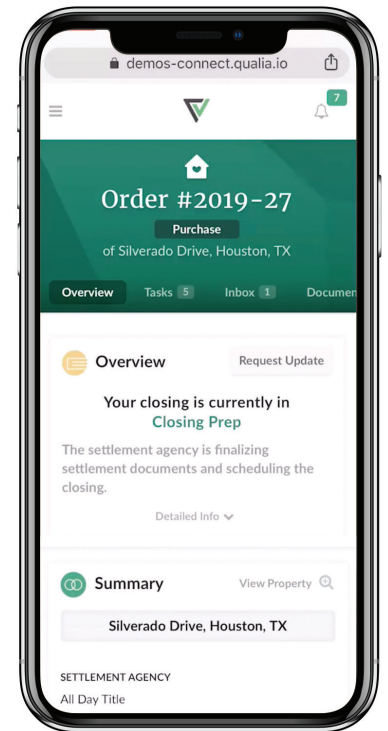 demos-connect.qualia.io
7
Order #2019-27
Purchase
of Silverado Drive, Houston, TX
Overview Tasks 5 Inbox 1 Documen
Overview Request Update
Your closing is currently in
Closing Prep
The settlement agency is finalizing
settlement documents and scheduling the
closing.
Detailed Info
Summary View Property
Silverado Drive, Houston, TX
SETTLEMENT AGENCY
All Day Title